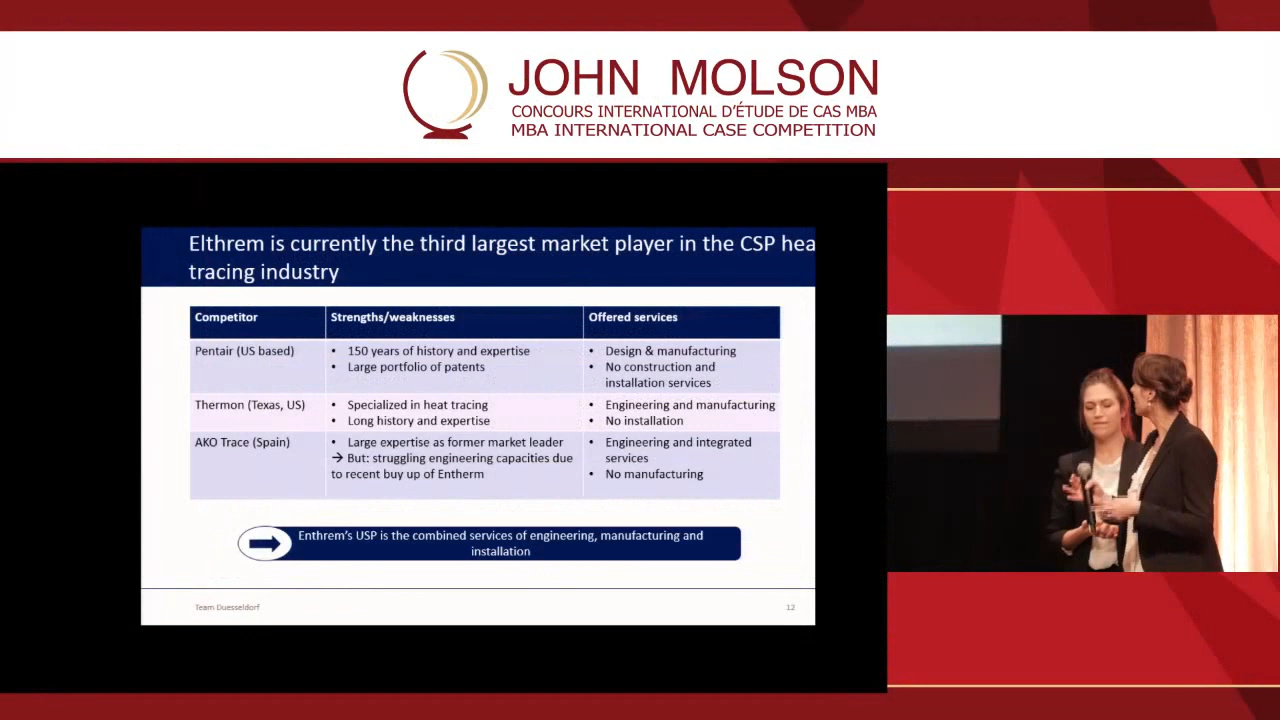 JOHN MOLSON
CONCOURS INTERNATIONAL D'ÉTUDE DE CAS MBA
MBA INTERNATIONAL CASE COMPETITION
Elthrem is currently the third largest market player in the CSP hea
tracing industry
Competitor
Strengths/weaknesses
Offered services
Pentair (US based)
• 150 years of history and expertise
• Large portfolio of patents
• Design & manufacturing
• No construction and
installation services
Thermon (Texas, US)
• Specialized in heat tracing
• Long history and expertise
• Engineering and manufacturing
• No installation
AKO Trace (Spain)
• Large expertise as former market leader
→ But: struggling engineering capacities due
to recent buy up of Entherm
• Engineering and integrated
services
• No manufacturing
Enthrem's USP is the combined services of engineering, manufacturing and
installation
Team Duesseldorf
12